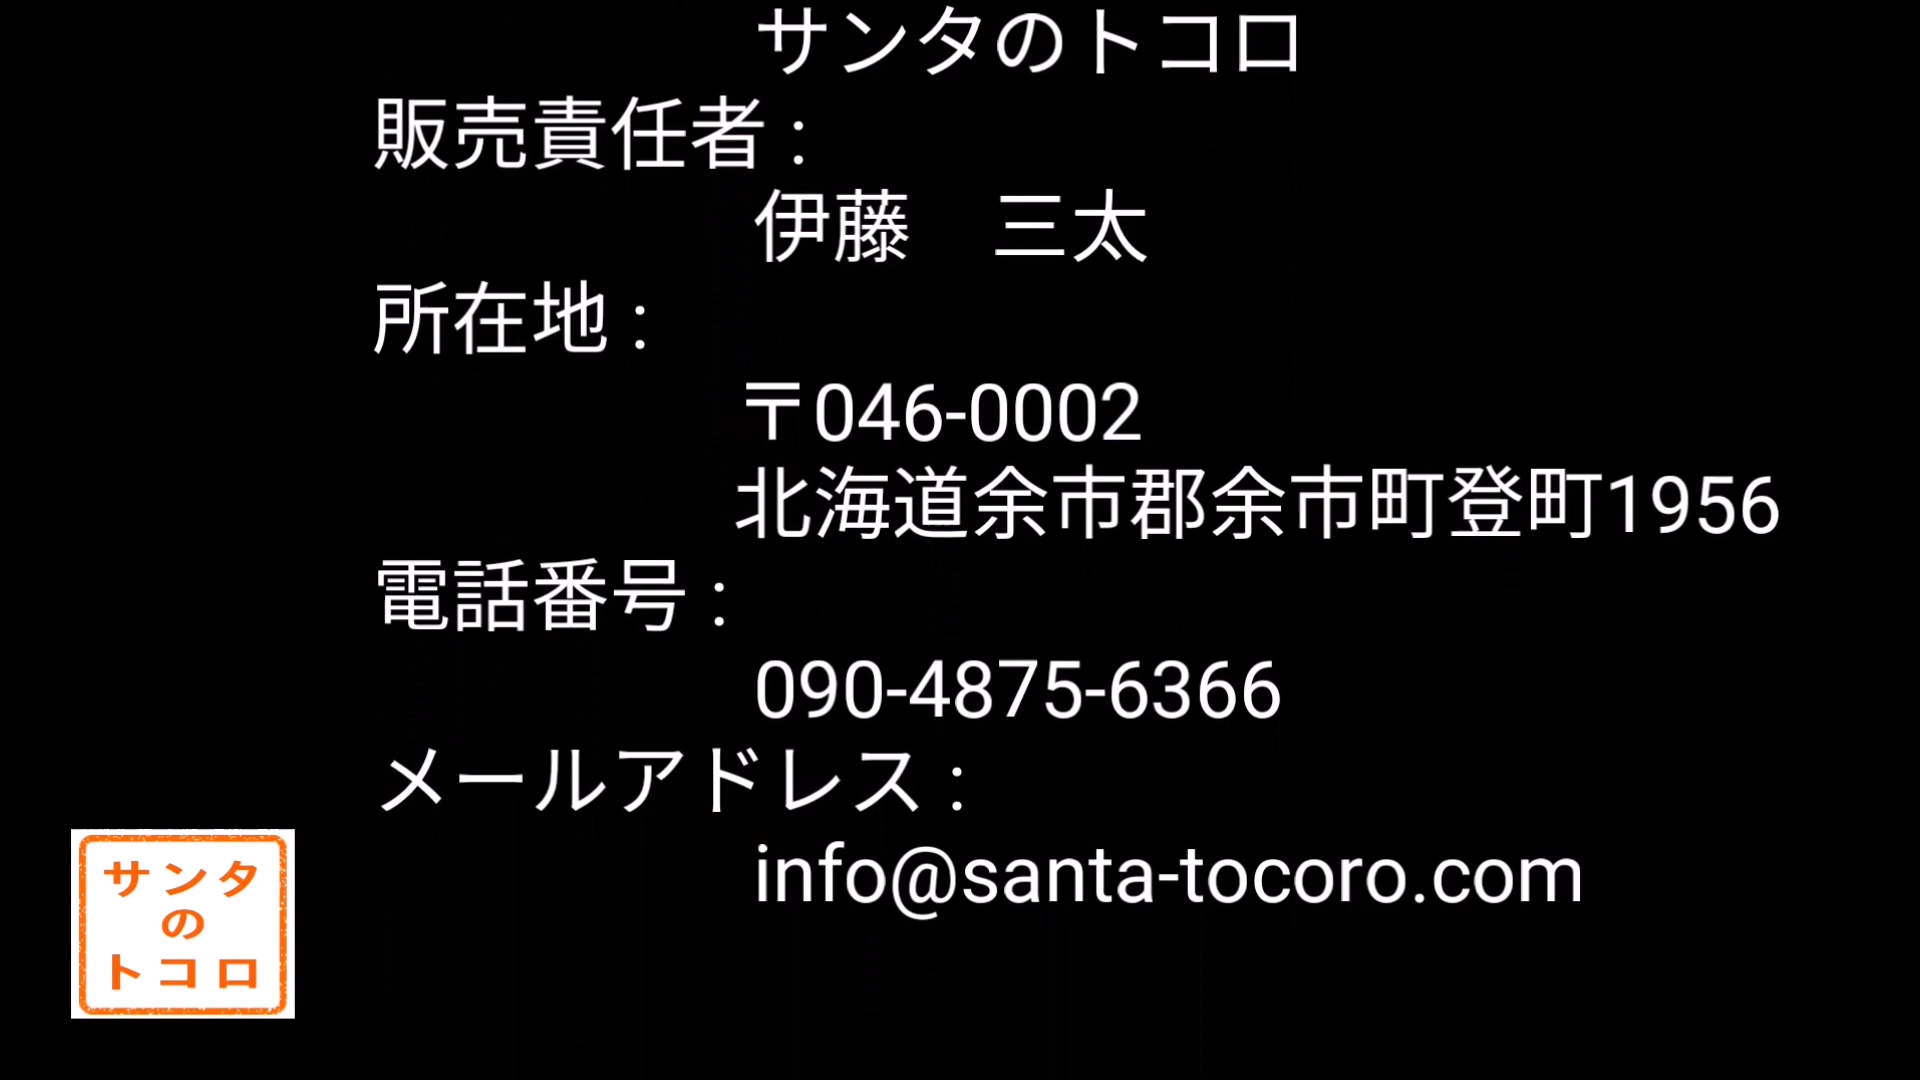 サンタのトコロ
販売責任者：
伊藤　三太
所在地：
〒046-0002
北海道余市郡余市町登町1956
電話番号：
090-4875-6366
メールアドレス：
info@santa-tocoro.com
サンタ
の
トコロ